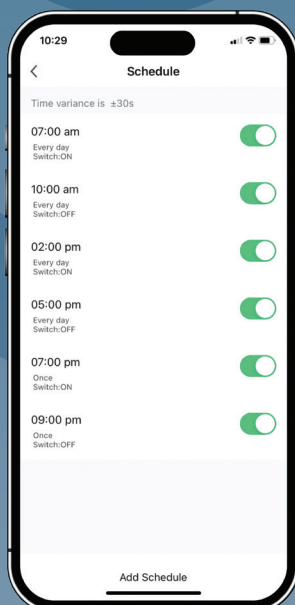 10:29
Schedule
Time variance is ±30s
07:00 am
Every day
Switch:ON
10:00 am
Every day
Switch:OFF
02:00 pm
Every day
Switch:ON
05:00 pm
Every day
Switch:OFF
07:00 pm
Once
Switch:ON
09:00 pm
Once
Switch:OFF
Add Schedule